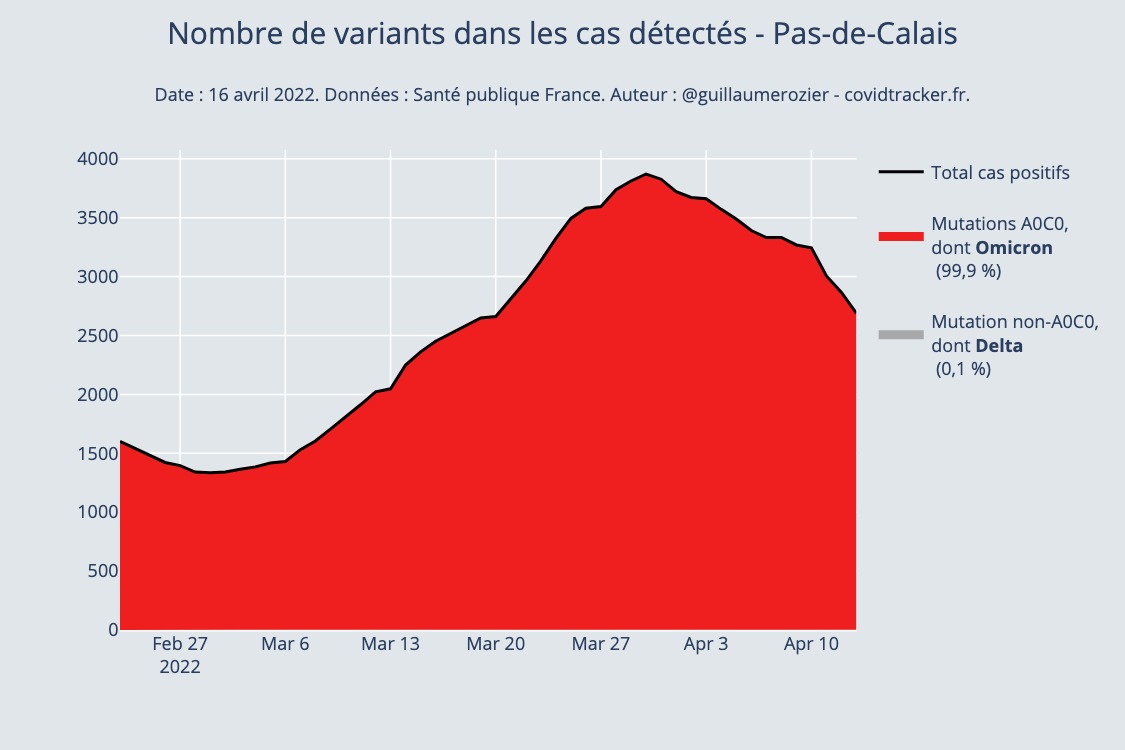 Nombre de variants dans les cas détectés - Pas-de-Calais
Date : 16 avril 2022. Données : Santé publique France. Auteur : @guillaumerozier - covidtracker.fr.
4000
3500
3000
2500
2000
1500
1000
500
0
Feb 27
2022
Mar 6
Mar 13
Mar 20
Mar 27
Apr 3
Apr 10
Total cas positifs
Mutations A0C0,
dont Omicron
(99,9 %)
Mutation non-A0C0,
dont Delta
(0,1 %)